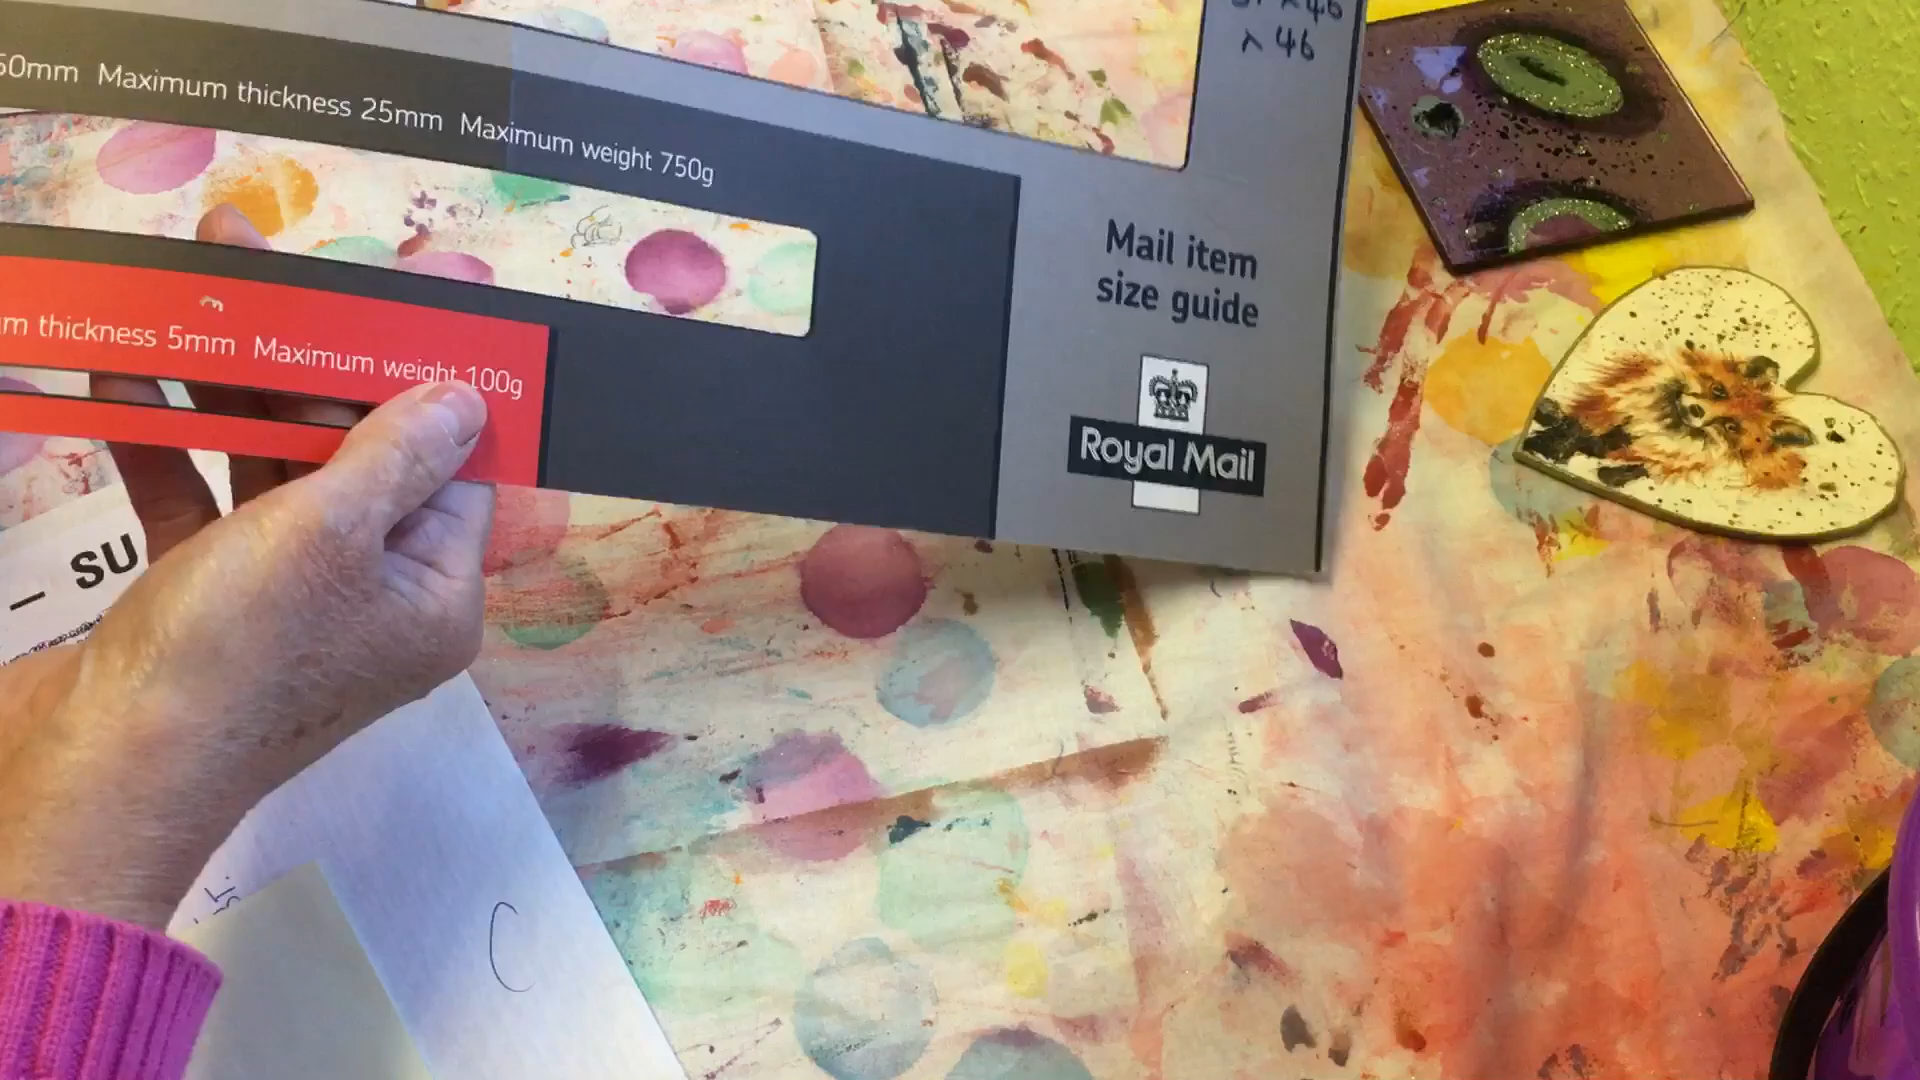 x 46
50mm Maximum thickness 25mm Maximum weight 750g
Mail item
size guide
thickness 5mm Maximum weight 100g
Royal Mail
– SU
C